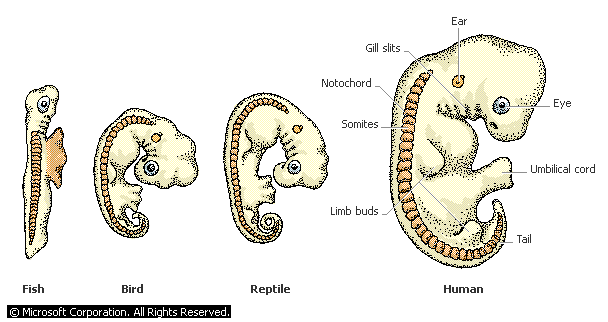 Ear
Gill slits
Notochord
Eye
Somites
Umbilical cord
Limb buds
Tail
Fish
Bird
Reptile
Human
© Microsoft Corporation. All Rights Reserved.